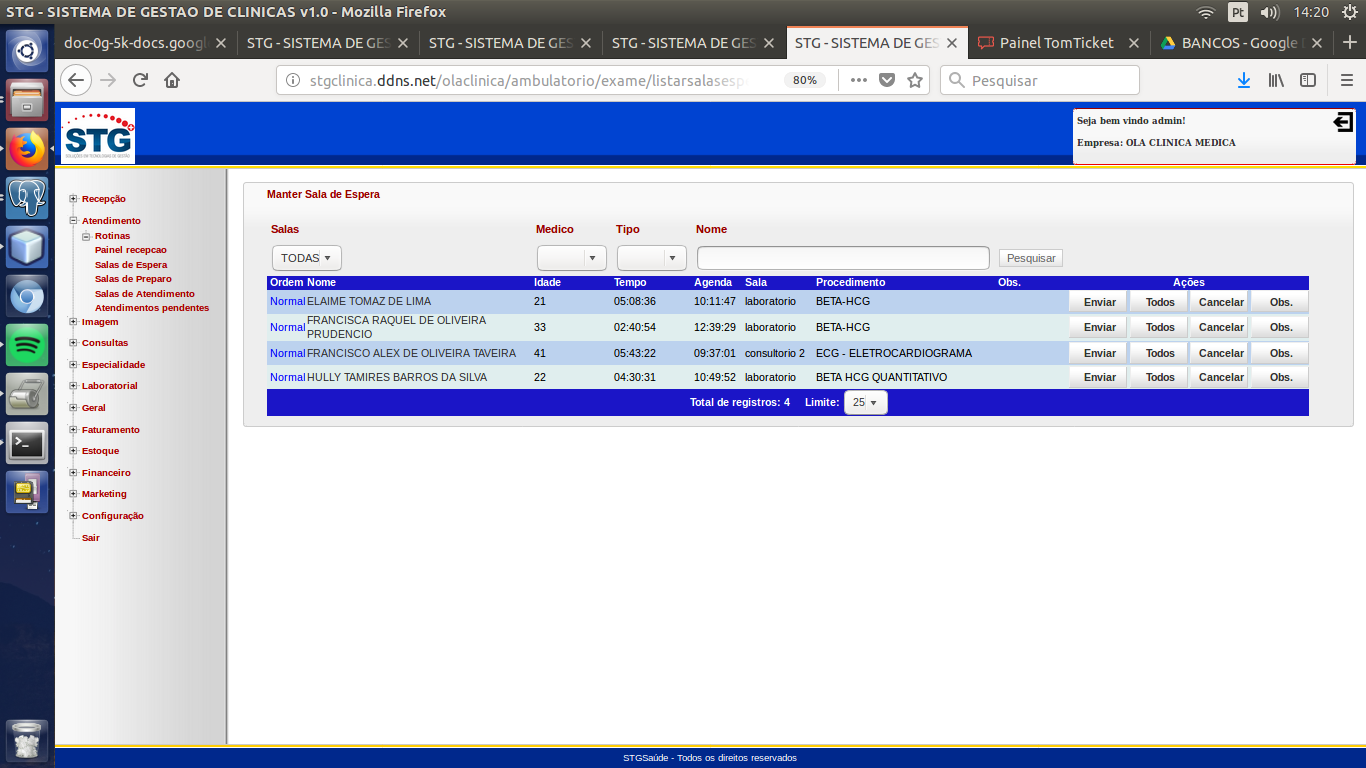 STG - SISTEMA DE GESTAO DE CLINICAS v1.0 - Mozilla Firefox
Pt
14:20
doc-0g-5k-docs.googl
STG - SISTEMA DE GES
STG - SISTEMA DE GES
STG - SISTEMA DE GES
STG - SISTEMA DE GES
Painel TomTicket
BANCOS - Google
stgclinica.ddns.net/olaclinica/ambulatorio/exame/listarsalasesp
80%
Pesquisar
STG
Seja bem vindo admin!
Empresa: OLA CLINICA MEDICA
Recepção
Atendimento
Rotinas
Painel recepcao
Salas de Espera
Salas de Preparo
Salas de Atendimento
Atendimentos pendentes
Imagem
Consultas
Especialidade
Laboratorial
Geral
Faturamento
Estoque
Financeiro
Marketing
Configuração
Sair
Manter Sala de Espera
Salas Medico Tipo Nome
TODAS Pesquisar
Ordem Nome Idade Tempo Agenda Sala Procedimento Obs. Ações
Normal ELAIME TOMAZ DE LIMA 21 05:08:36 10:11:47 laboratorio BETA-HCG Enviar Todos Cancelar Obs.
Normal FRANCISCA RAQUEL DE OLIVEIRA PRUDENCIO 33 02:40:54 12:39:29 laboratorio BETA-HCG Enviar Todos Cancelar Obs.
Normal FRANCISCO ALEX DE OLIVEIRA TAVEIRA 41 05:43:22 09:37:01 consultorio 2 ECG - ELETROCARDIOGRAMA Enviar Todos Cancelar Obs.
Normal HULLY TAMIRES BARROS DA SILVA 22 04:30:31 10:49:52 laboratorio BETA HCG QUANTITATIVO Enviar Todos Cancelar Obs.
Total de registros: 4 Limite: 25
STGSaúde - Todos os direitos reservados